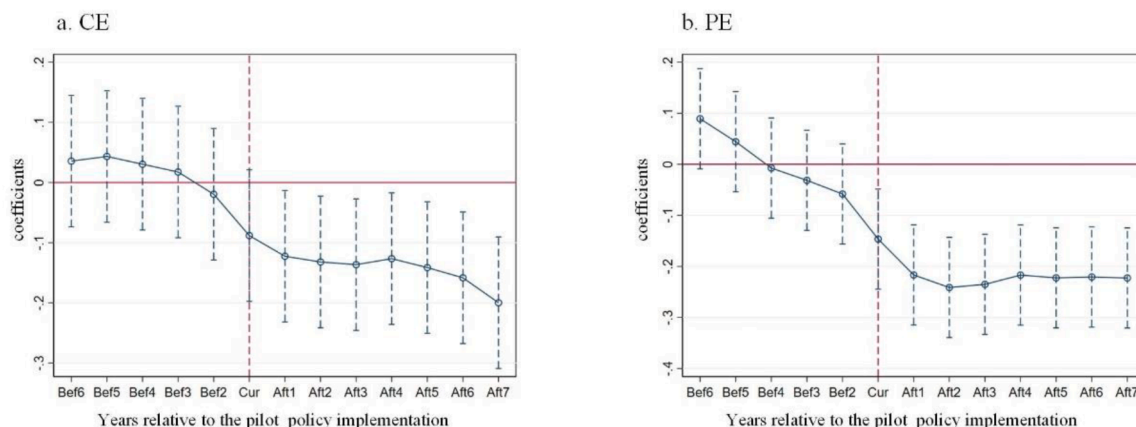 a. CE
.2
.1
0
-.1
-.2
-.3
coefficients
Bef6 Bef5 Bef4 Bef3 Bef2 Cur Aft1 Aft2 Aft3 Aft4 Aft5 Aft6 Aft7
Years relative to the pilot policy implementation
b. PE
.2
.1
0
-.1
-.2
-.3
-.4
coefficients
Bef6 Bef5 Bef4 Bef3 Bef2 Cur Aft1 Aft2 Aft3 Aft4 Aft5 Aft6 Aft7
Years relative to the pilot policy implementation